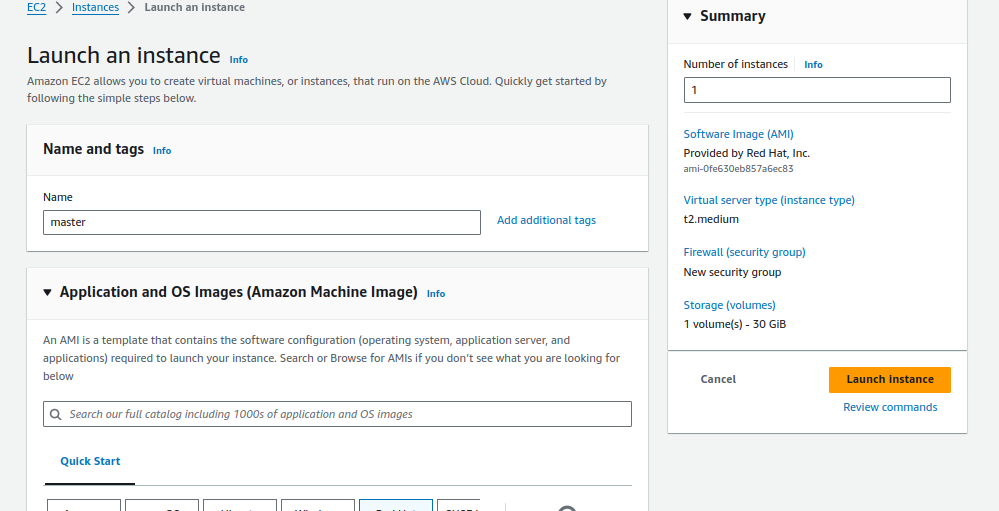 EC2 > Instances > Launch an instance
Launch an instance Info
Amazon EC2 allows you to create virtual machines, or instances, that run on the AWS Cloud. Quickly get started by
following the simple steps below.
Name and tags Info
Name
master
Add additional tags
Application and OS Images (Amazon Machine Image) Info
An AMI is a template that contains the software configuration (operating system, application server, and
applications) required to launch your instance. Search or Browse for AMIs if you don't see what you are looking for
below
Search our full catalog including 1000s of application and OS images
Quick Start
Summary
Number of instances Info
1
Software Image (AMI)
Provided by Red Hat, Inc.
ami-0fe630eb857a6ec83
Virtual server type (instance type)
t2.medium
Firewall (security group)
New security group
Storage (volumes)
1 volume(s) - 30 GiB
Cancel
Launch instance
Review commands